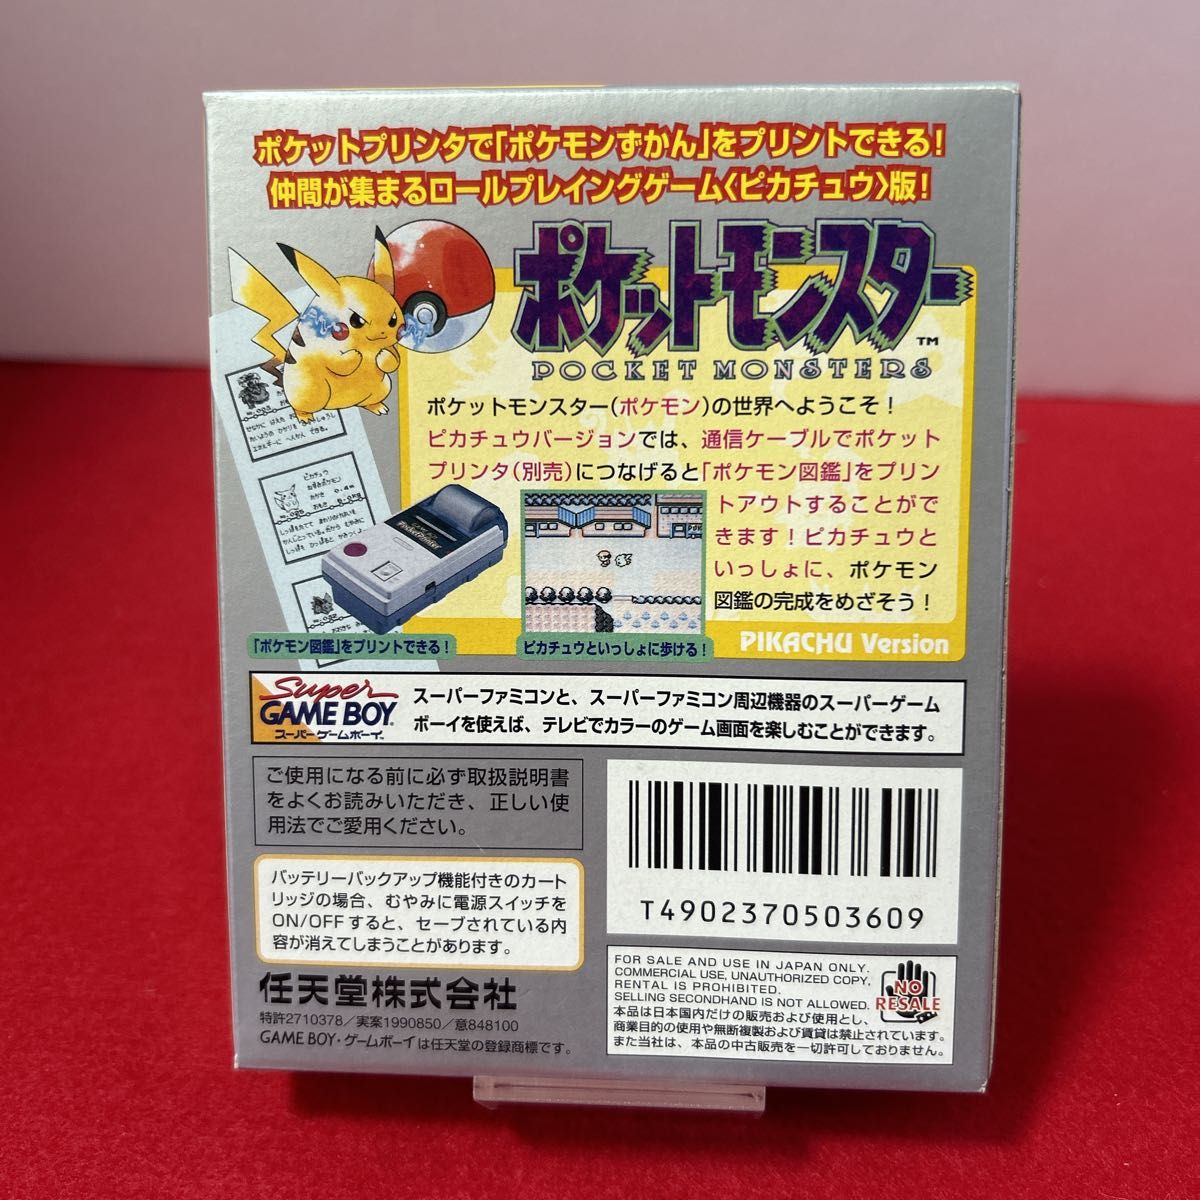 ポケットプリンタで「ポケモンずかん」をプリントできる!
仲間が集まるロールプレイングゲーム〈ピカチュウ〉版!
ポケットモンスター™
POCKET MONSTERS
ポケットモンスター(ポケモン)の世界へようこそ!
ピカチュウバージョンでは、通信ケーブルでポケット
プリンタ(別売)につなげると「ポケモン図鑑」をプリン
トアウトすることがで
きます!ピカチュウと
いっしょに、ポケモン
図鑑の完成をめざそう!
PIKACHU Version
ピカチュウ
ねずみポケモン
たかさ 0.4m
GAME BOY
PocketPrinter
「ポケモン図鑑」をプリントできる!
ピカチュウといっしょに歩ける!
Super
GAME BOY
スーパーゲームボーイ
スーパーファミコンと、スーパーファミコン周辺機器のスーパーゲーム
ボーイを使えば、テレビでカラーのゲーム画面を楽しむことができます。
ご使用になる前に必ず取扱説明書
をよくお読みいただき、正しい使
用法でご愛用ください。
バッテリーバックアップ機能付きのカート
リッジの場合、むやみに電源スイッチを
ON/OFFすると、セーブされている内
容が消えてしまうことがあります。
T4902370503609
任天堂株式会社
特許2710378/実案1990850/意848100
GAME BOY・ゲームボーイは任天堂の登録商標です。
FOR SALE AND USE IN JAPAN ONLY.
COMMERCIAL USE, UNAUTHORIZED COPY,
RENTAL IS PROHIBITED.
SELLING SECONDHAND IS NOT ALLOWED.
NO
RESALE
本品は日本国内だけの販売および使用とし、
商業目的の使用や無断複製および賃貸は禁止されています。
また当社は、本品の中古販売を一切許可しておりません。